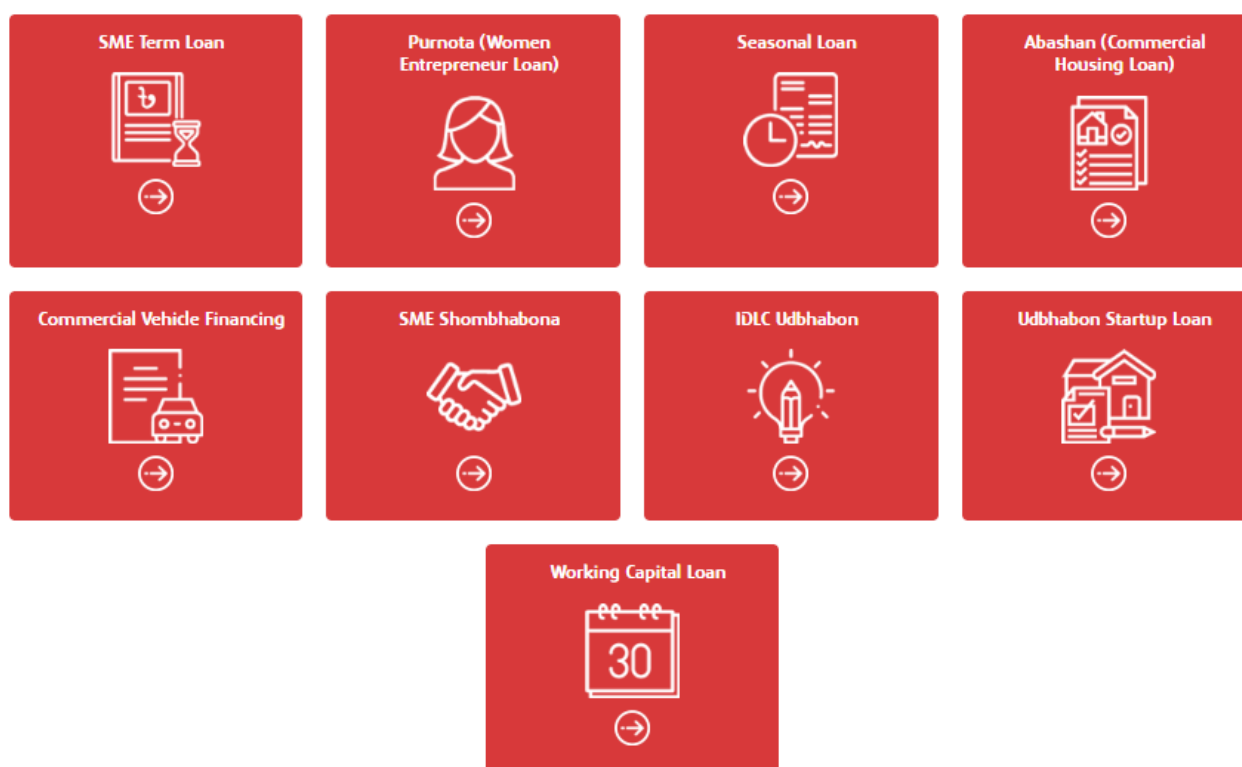 SME Term Loan
৳
Purnota (Women
Entrepreneur Loan)
Seasonal Loan
Abashan (Commercial
Housing Loan)
Commercial Vehicle Financing
SME Shombhabona
IDLC Udbhabon
Udbhabon Startup Loan
Working Capital Loan
30